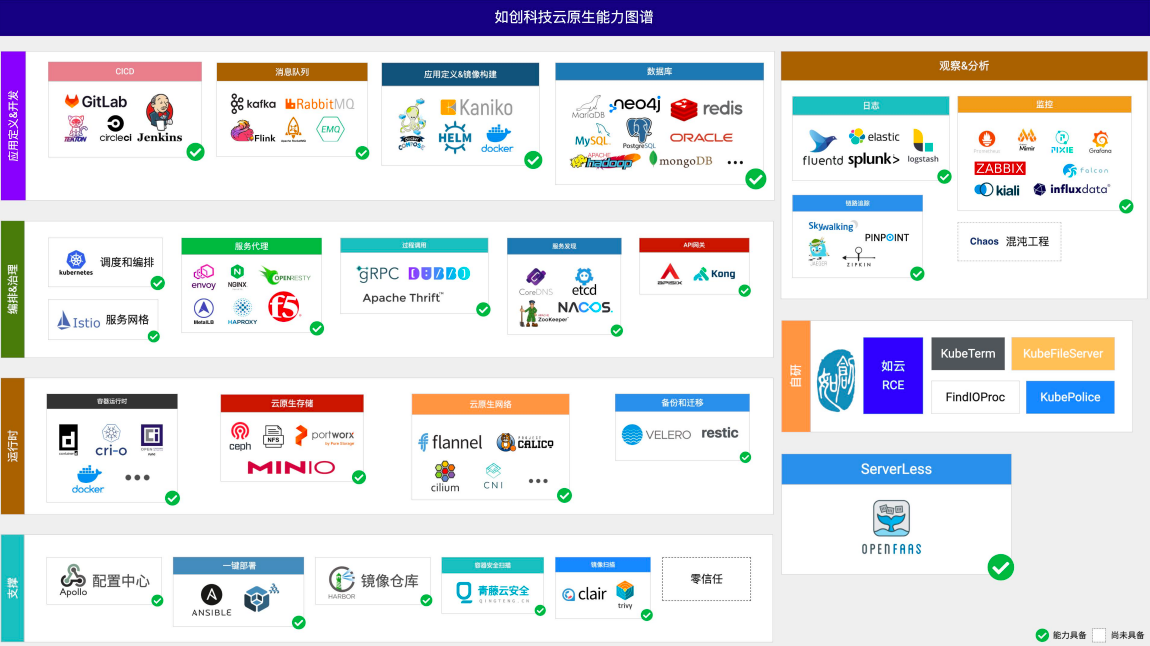 如创科技云原生能力图谱
应用定义&开发
CICD
GitLab
TEKTON
circleci
Jenkins
消息队列
kafka
RabbitMQ
Flink
EMQ
应用定义&镜像构建
docker
COMPOSE
Kaniko
HELM
docker
数据库
MariaDB
neo4j
redis
MySQL
PostgreSQL
ORACLE
APACHE
hadoop
mongoDB
编排&治理
kubernetes
调度和编排
Istio
服务网格
服务代理
envoy
NGINX
OPENRESTY
MetalLB
HAPROXY
f5
过程调用
gRPC
DUBBO
Apache Thrift™
服务发现
CoreDNS
etcd
ZooKeeper
NACOS.
API网关
APISIX
Kong
运行时
容器运行时
d
containerd
cri-o
docker
云原生存储
ceph
NFS
portworx
by Pure Storage
MINIO
云原生网络
flannel
PROJECT
CALICO
cilium
CNI
备份和迁移
VELERO
restic
支撑
Apollo
配置中心
一键部署
ANSIBLE
HARBOR
镜像仓库
容器安全扫描
青藤云安全
QINGTENG.CN
镜像扫描
clair
trivy
零信任
观察&分析
日志
fluentd
elastic
splunk>
logstash
监控
Prometheus
Mimir
PIXIE
Grafana
ZABBIX
Falcon
kiali
influxdata
链路追踪
Skywalking
PINPOINT
JAEGER
ZIPKIN
Chaos 混沌工程
自研
如創
如云
RCE
KubeTerm
KubeFileServer
FindIOProc
KubePolice
ServerLess
OPENFAAS
能力具备
尚未具备